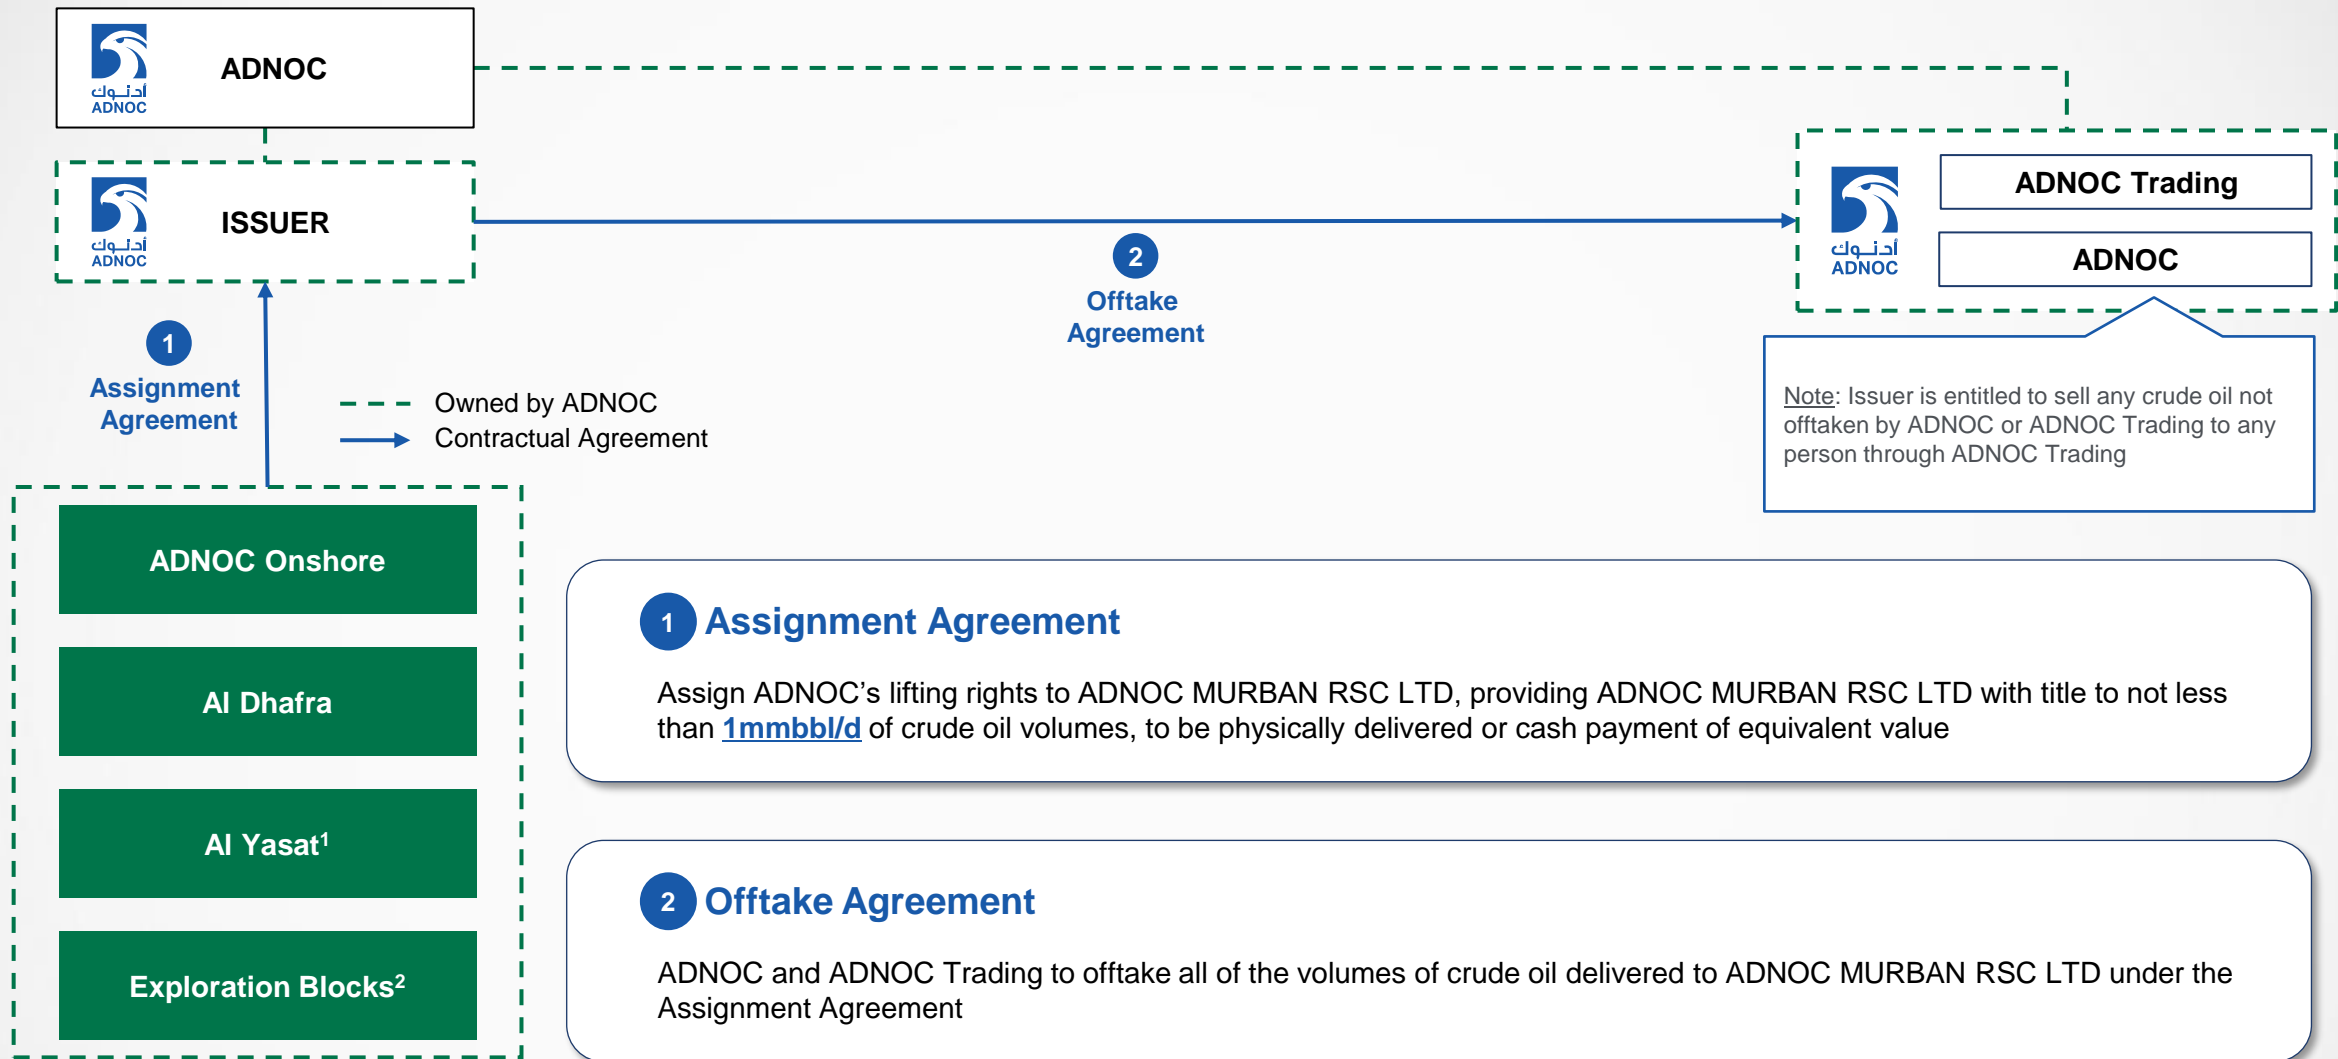 أدنوك
ADNOC
ADNOC
أدنوك
ADNOC
ISSUER
أدنوك
ADNOC
ADNOC Trading
ADNOC
2
Offtake
Agreement
1
Assignment
Agreement
Owned by ADNOC
Contractual Agreement
Note: Issuer is entitled to sell any crude oil not
offtaken by ADNOC or ADNOC Trading to any
person through ADNOC Trading
ADNOC Onshore
Al Dhafra
Al Yasat¹
Exploration Blocks²
1 Assignment Agreement
Assign ADNOC’s lifting rights to ADNOC MURBAN RSC LTD, providing ADNOC MURBAN RSC LTD with title to not less
than 1mmbbl/d of crude oil volumes, to be physically delivered or cash payment of equivalent value
2 Offtake Agreement
ADNOC and ADNOC Trading to offtake all of the volumes of crude oil delivered to ADNOC MURBAN RSC LTD under the
Assignment Agreement